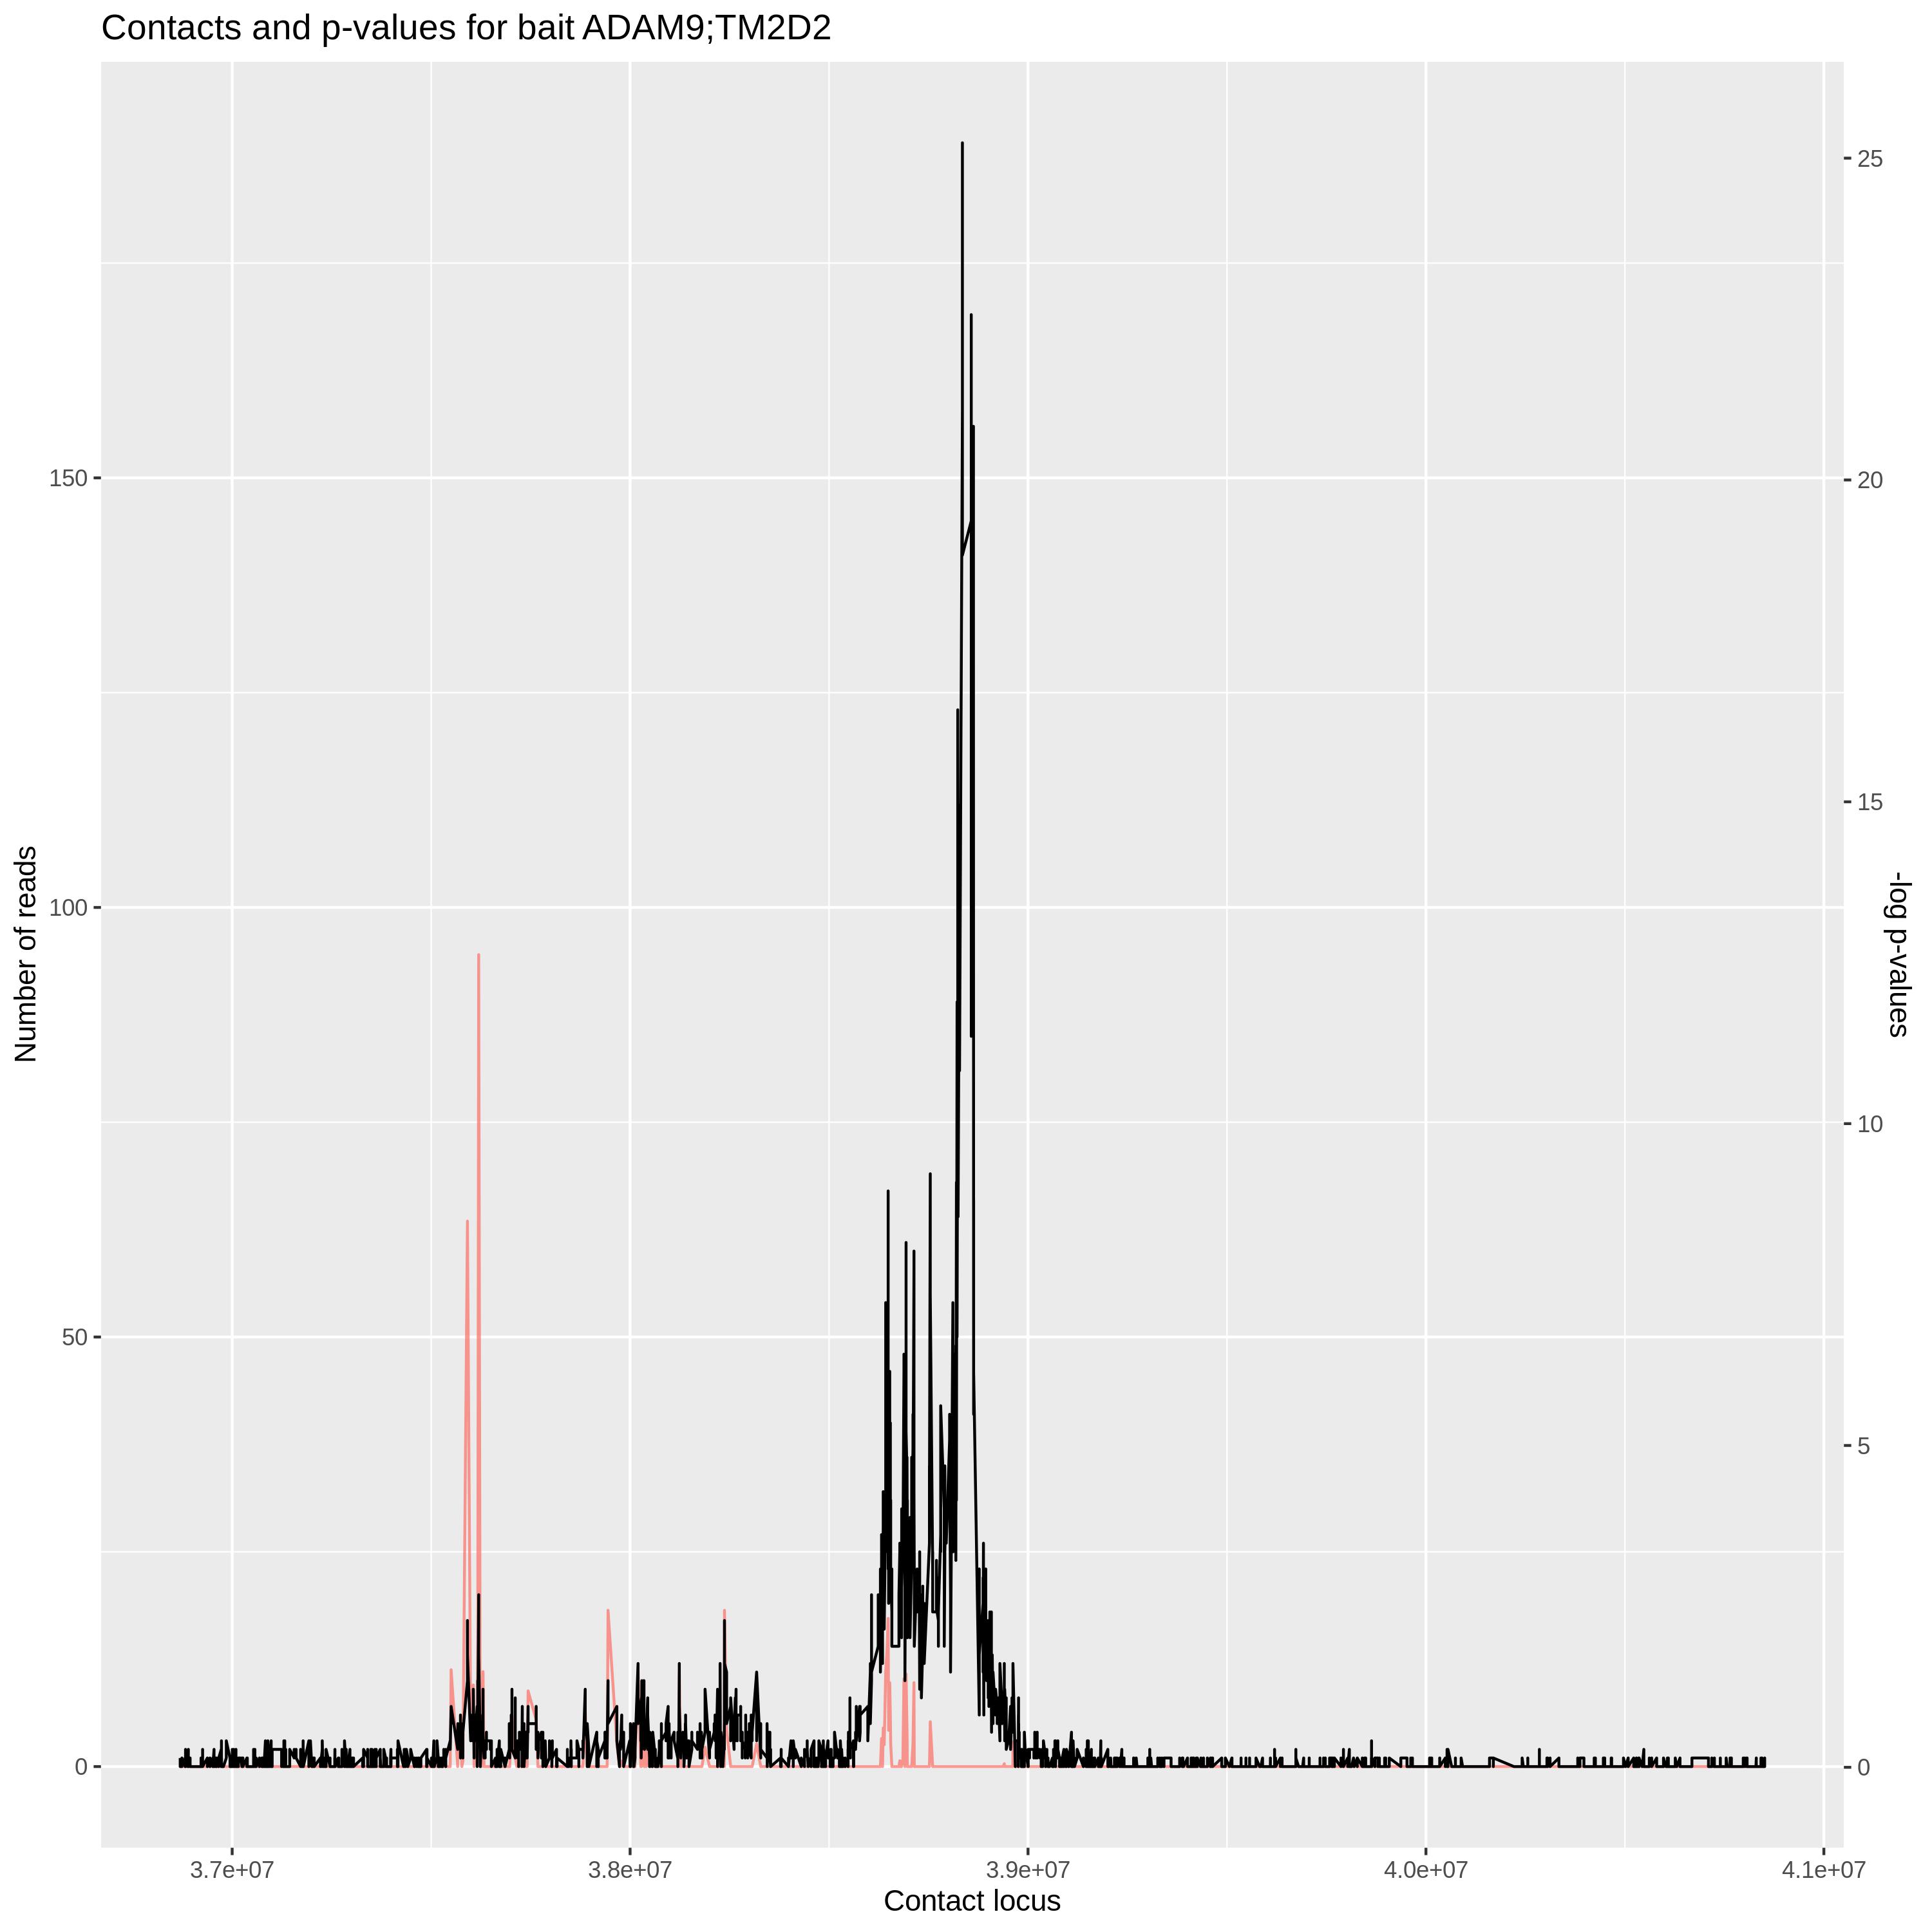 Contacts and p-values for bait ADAM9;TM2D2
150
100
50
0
Number of reads
25
20
15
10
5
0
-log p-values
3.7e+07 3.8e+07 3.9e+07 4.0e+07 4.1e+07
Contact locus